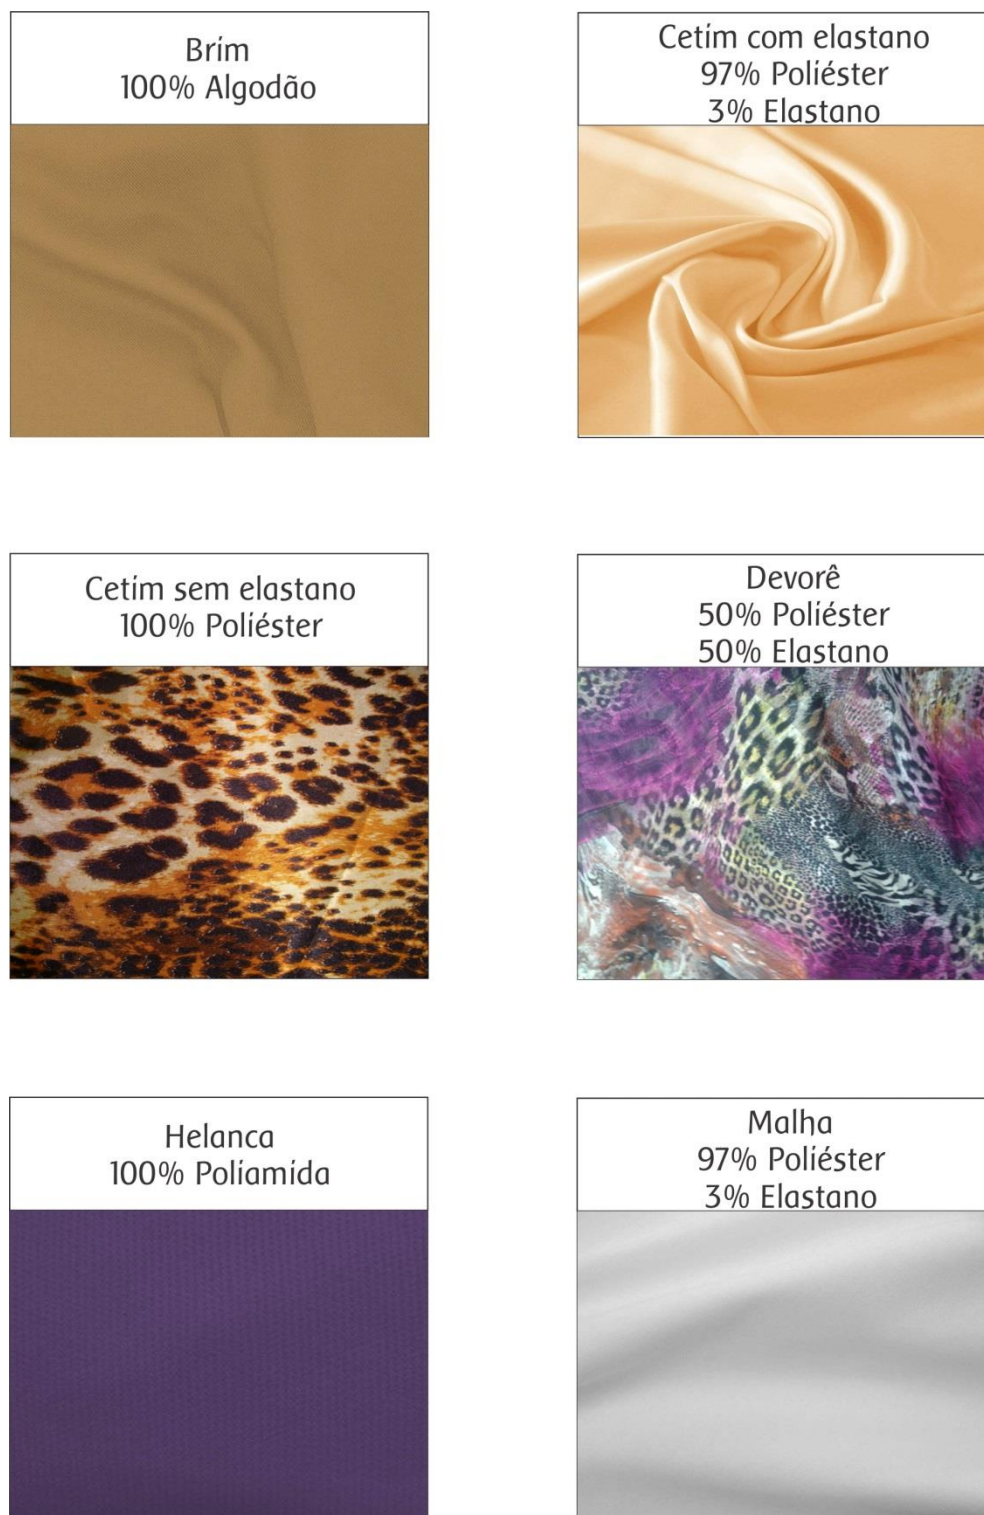 Brim
100% Algodão
Cetim com elastano
97% Poliéster
3% Elastano
Cetim sem elastano
100% Poliéster
Devorê
50% Poliéster
50% Elastano
Helanca
100% Poliamida
Malha
97% Poliéster
3% Elastano